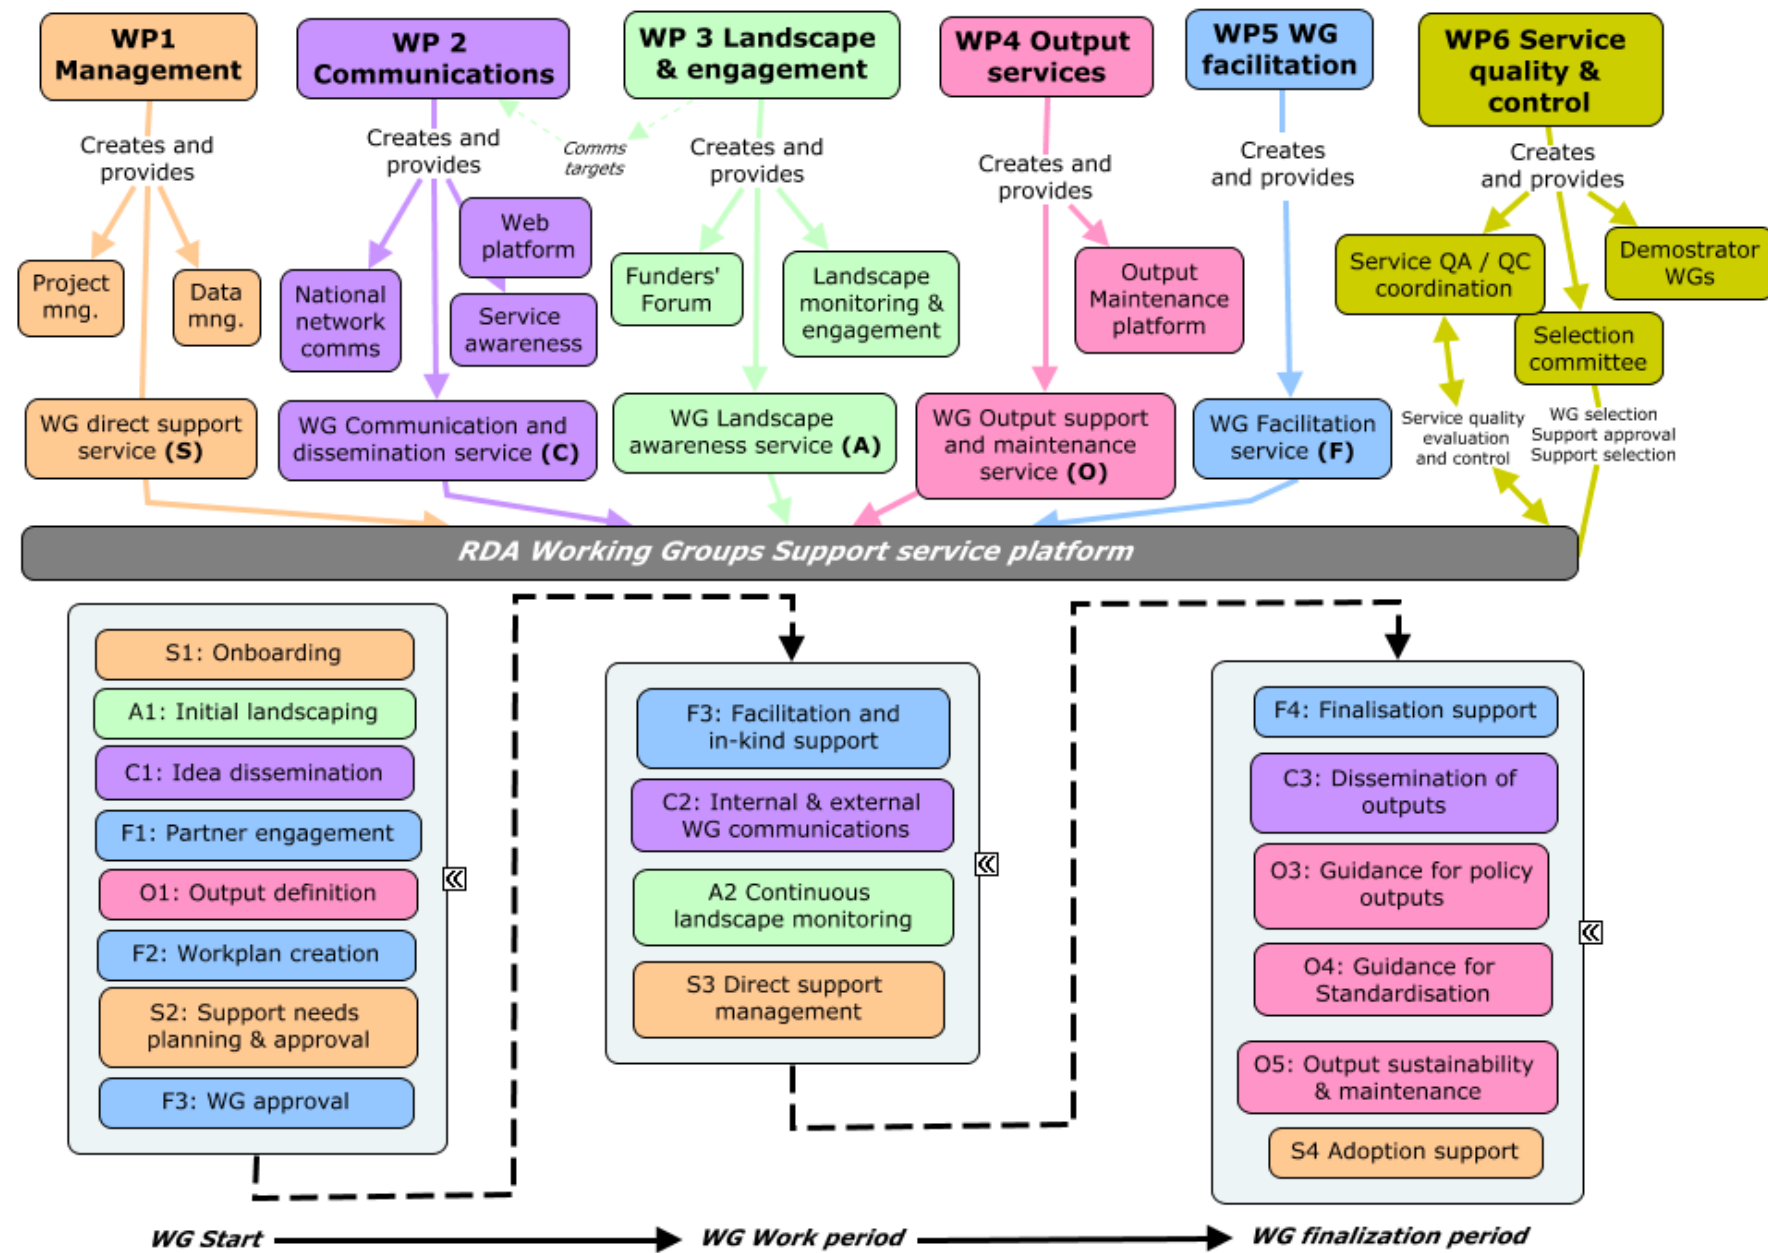 WP1
Management
WP 2
Communications
WP 3 Landscape
& engagement
WP4 Output
services
WP5 WG
facilitation
WP6 Service
quality &
control
Creates and
provides
Creates and
provides
Comms
targets
Creates and
provides
Creates and
provides
Creates
and provides
Creates
and provides
Project
mng.
Data
mng.
National
network
comms
Web
platform
Service
awareness
Funders'
Forum
Landscape
monitoring &
engagement
Output
Maintenance
platform
Service QA / QC
coordination
Demostrator
WGs
Selection
committee
WG direct support
service (S)
WG Communication and
dissemination service (C)
WG Landscape
awareness service (A)
WG Output support
and maintenance
service (O)
WG Facilitation
service (F)
Service quality
evaluation
and control
WG selection
Support approval
Support selection
RDA Working Groups Support service platform
S1: Onboarding
A1: Initial landscaping
C1: Idea dissemination
F1: Partner engagement
O1: Output definition
F2: Workplan creation
S2: Support needs
planning & approval
F3: WG approval
F3: Facilitation and
in-kind support
C2: Internal & external
WG communications
A2 Continuous
landscape monitoring
S3 Direct support
management
F4: Finalisation support
C3: Dissemination of
outputs
O3: Guidance for policy
outputs
O4: Guidance for
Standardisation
O5: Output sustainability
& maintenance
S4 Adoption support
WG Start
WG Work period
WG finalization period